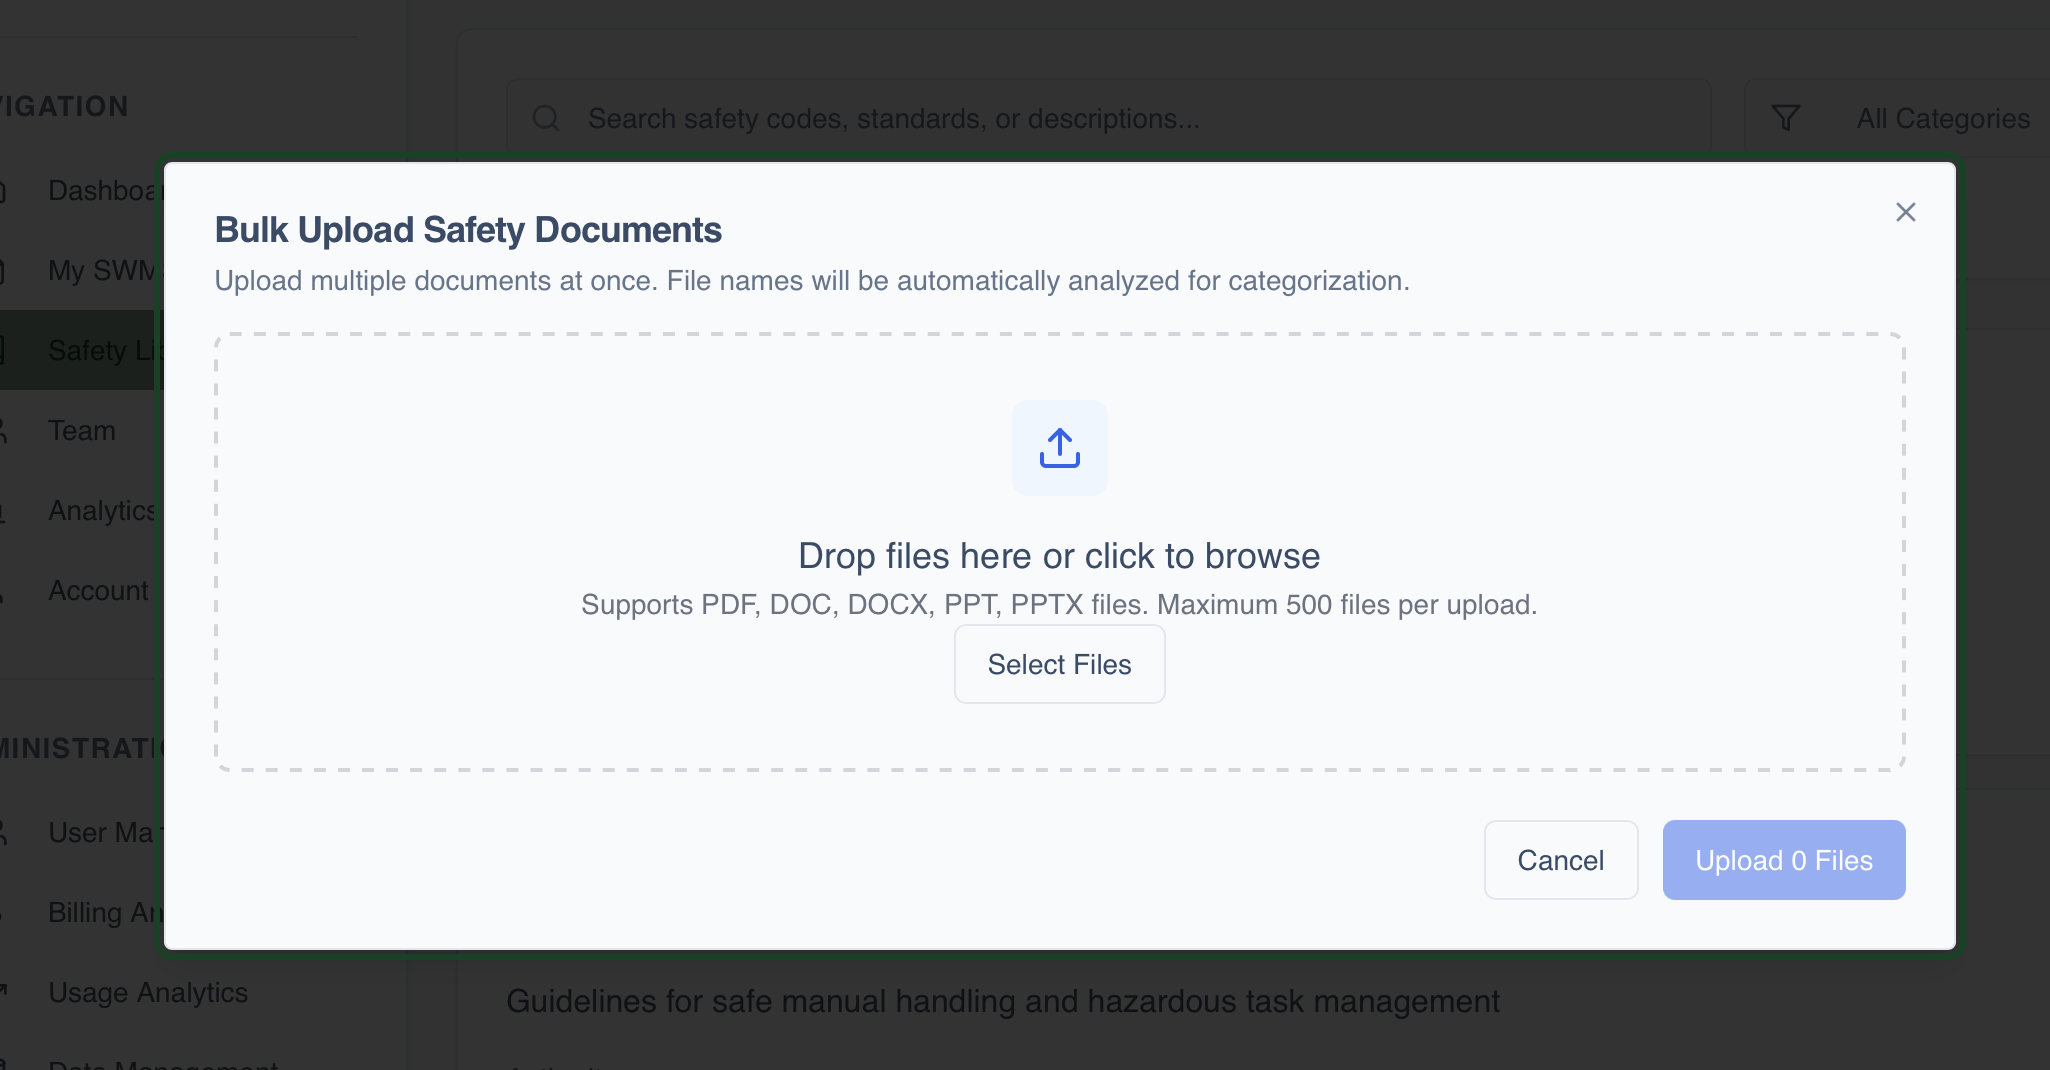 VIGATION
Search safety codes, standards, or descriptions...
All Categories
My SWM
Team
Analytics
Account
Bulk Upload Safety Documents
Upload multiple documents at once. File names will be automatically analyzed for categorization.
Drop files here or click to browse
Supports PDF, DOC, DOCX, PPT, PPTX files. Maximum 500 files per upload.
Select Files
Cancel
Upload 0 Files
Dashboa
Safety Li
MINISTRATI
User Ma
Billing An
Usage Analytics
Data Management
Guidelines for safe manual handling and hazardous task management